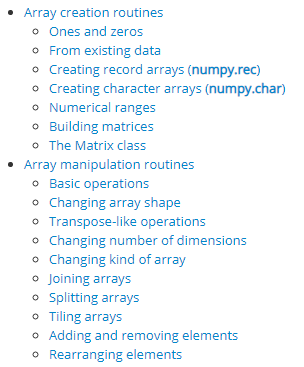 Array creation routines
Ones and zeros
From existing data
Creating record arrays (numpy.rec)
Creating character arrays (numpy.char)
Numerical ranges
Building matrices
The Matrix class
Array manipulation routines
Basic operations
Changing array shape
Transpose-like operations
Changing number of dimensions
Changing kind of array
Joining arrays
Splitting arrays
Tiling arrays
Adding and removing elements
Rearranging elements